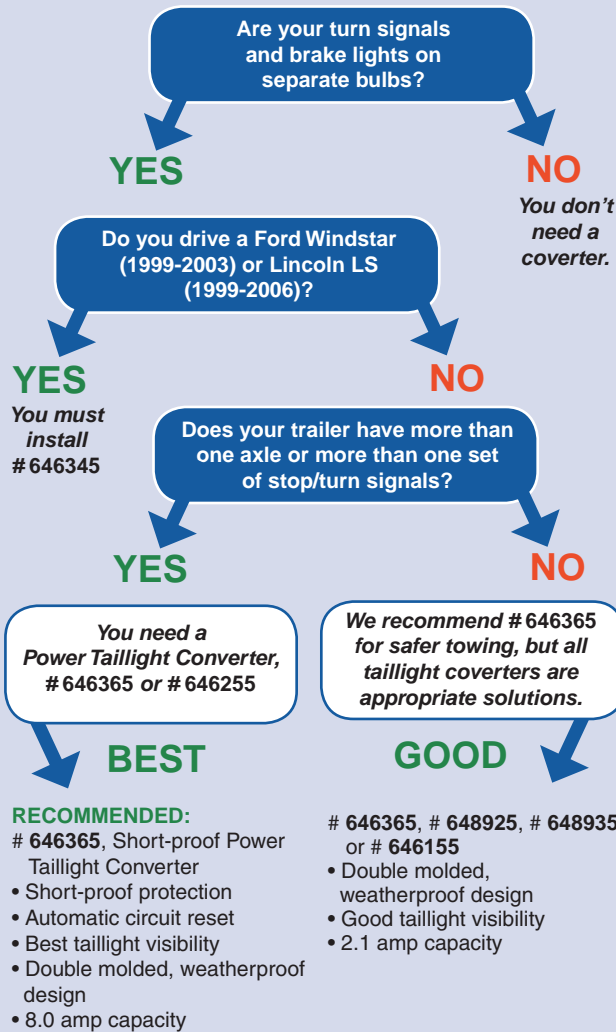 Are your turn signals
and brake lights on
separate bulbs?
YES
NO
You don't
need a
coverter.
Do you drive a Ford Windstar
(1999-2003) or Lincoln LS
(1999-2006)?
YES
You must
install
# 646345
NO
Does your trailer have more than
one axle or more than one set
of stop/turn signals?
YES
NO
You need a
Power Taillight Converter,
# 646365 or # 646255
We recommend # 646365
for safer towing, but all
taillight coverters are
appropriate solutions.
BEST
GOOD
RECOMMENDED:
# 646365, Short-proof Power
Taillight Converter
• Short-proof protection
• Automatic circuit reset
• Best taillight visibility
• Double molded, weatherproof
design
• 8.0 amp capacity
# 646365, # 648925, # 648935
or # 646155
• Double molded,
weatherproof design
• Good taillight visibility
• 2.1 amp capacity